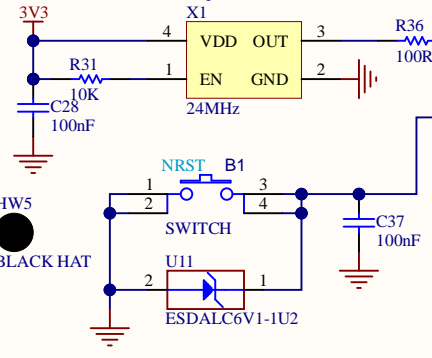 3V3
X1
4
VDD
OUT
3
R36
100R
R31
10K
1
EN
GND
2
24MHz
C28
100nF
NRST
B1
1
2
3
4
SWITCH
C37
100nF
HW5
BLACK HAT
U11
2
1
ESDALC6V1-1U2